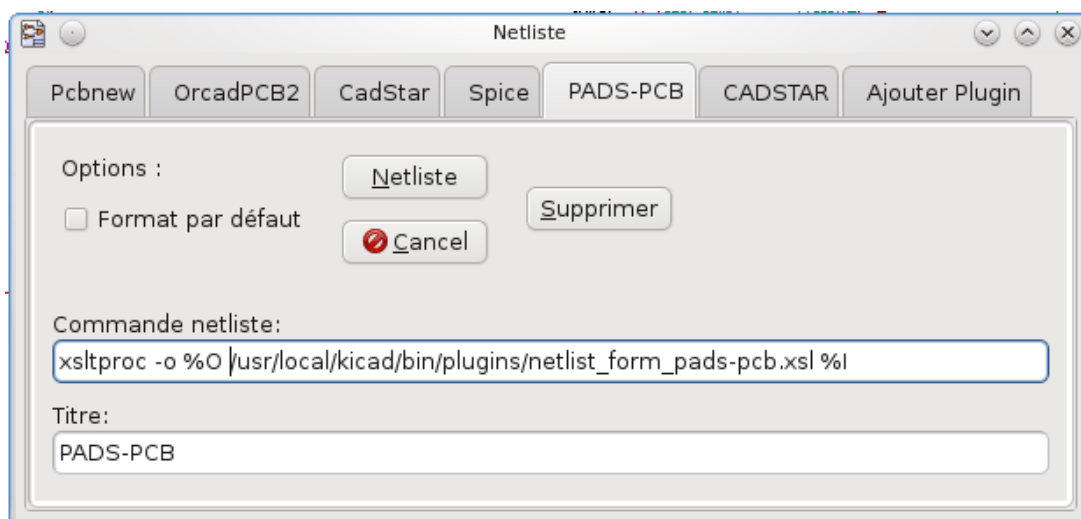 Netliste
Pcbnew OrcadPCB2 CadStar Spice PADS-PCB CADSTAR Ajouter Plugin
Options :
Netliste
Supprimer
Format par défaut
Cancel
Commande netliste:
xsltproc -o %O /usr/local/kicad/bin/plugins/netlist_form_pads-pcb.xsl %I
Titre:
PADS-PCB